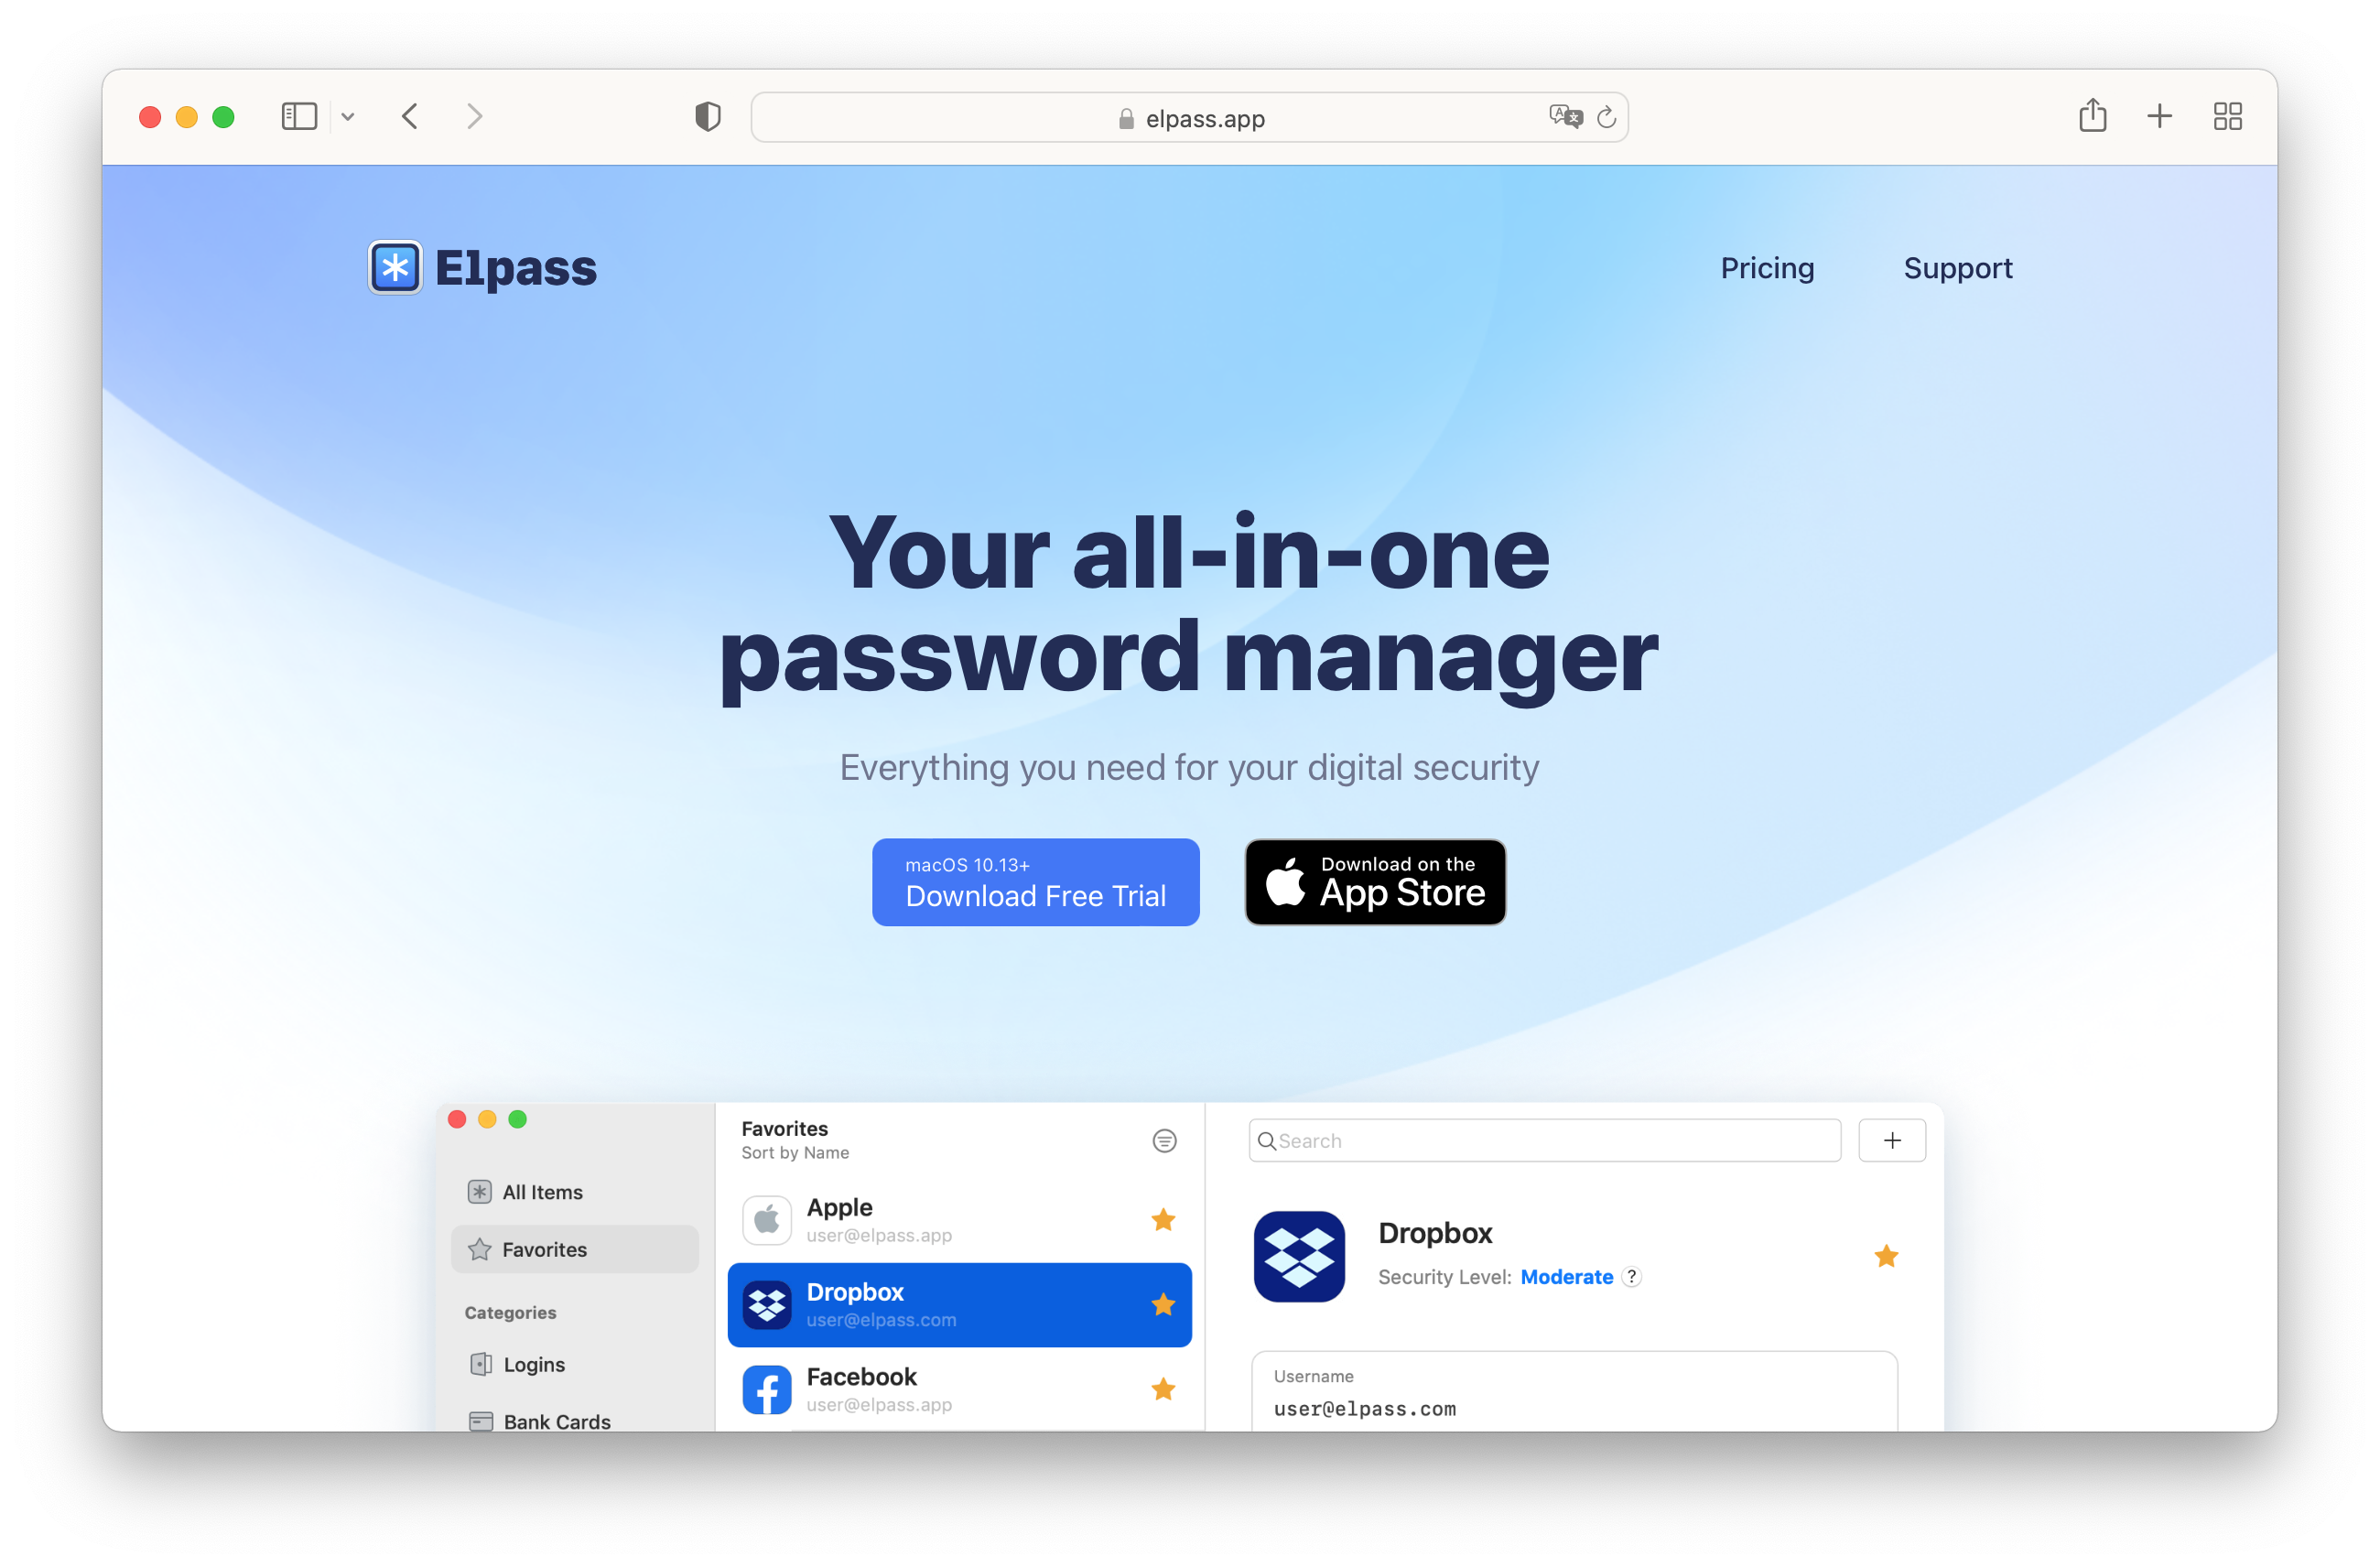 elpass.app
Elpass
Pricing
Support
Your all-in-one
password manager
Everything you need for your digital security
macOS 10.13+
Download Free Trial
Download on the
App Store
All Items
Favorites
Categories
Logins
Bank Cards
Favorites
Sort by Name
Apple
user@elpass.app
Dropbox
user@elpass.com
Facebook
user@elpass.app
Search
Dropbox
Security Level: Moderate ?
Username
user@elpass.com